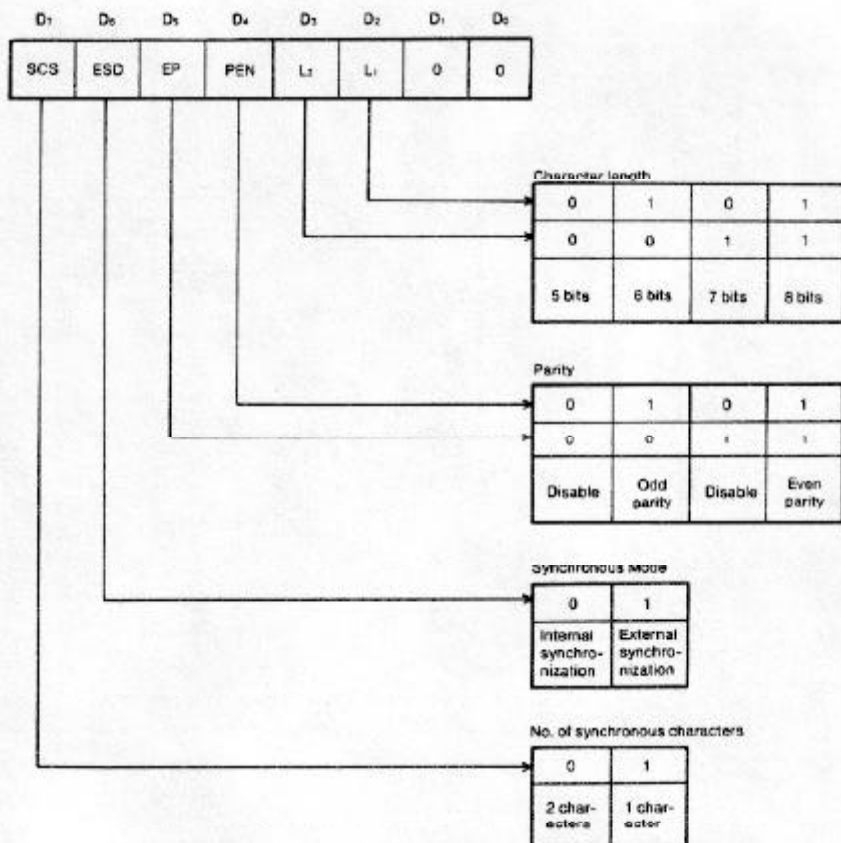 D₇ D₆ D₅ D₄ D₃ D₂ D₁ D₀
SCS ESD EP PEN L₂ L₁ 0 0
Character length
0 1 0 1
0 0 1 1
5 bits 6 bits 7 bits 8 bits
Parity
0 1 0 1
0 0 1 1
Disable Odd parity Disable Even parity
Synchronous Mode
0 1
Internal synchro-nization External synchro-nization
No. of synchronous characters
0 1
2 char-acters 1 char-acter